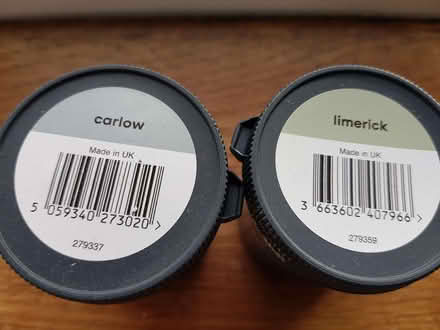 carlow
Made in UK
5 059340 273020 >
279337
limerick
Made in UK
3 663602 407966 >
279359